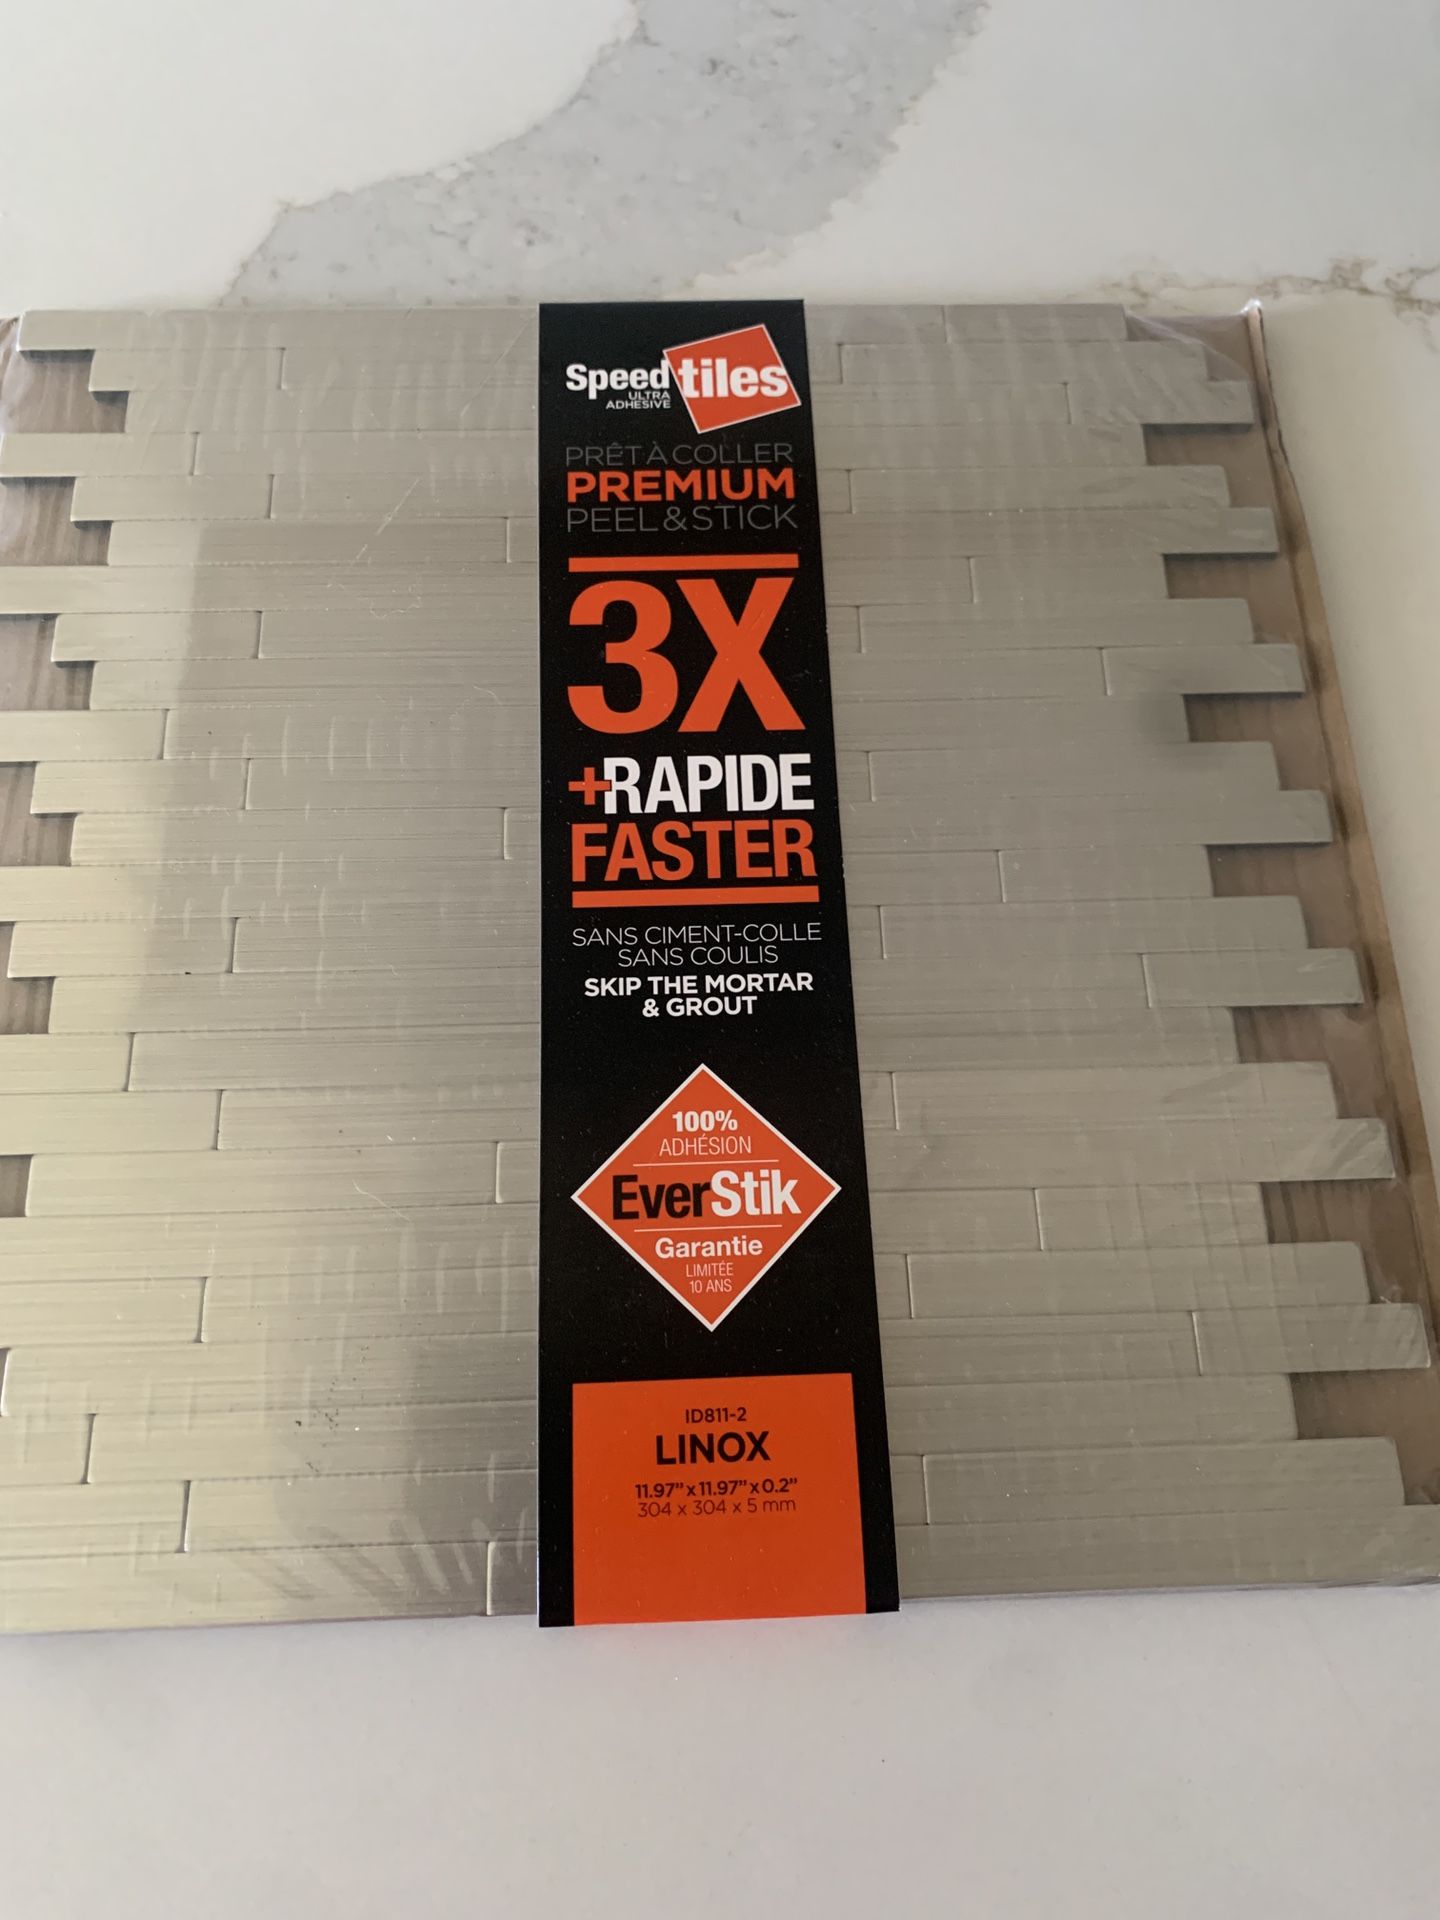 Speed tiles
ULTRA
ADHESIVE
PRÊT À COLLER
PREMIUM
PEEL & STICK
3X
+RAPIDE
FASTER
SANS CIMENT-COLLE
SANS COULIS
SKIP THE MORTAR
& GROUT
100%
ADHÉSION
EverStik
Garantie
LIMITÉE
10 ANS
ID811-2
LINOX
11.97” x 11.97” x 0.2”
304 x 304 x 5 mm